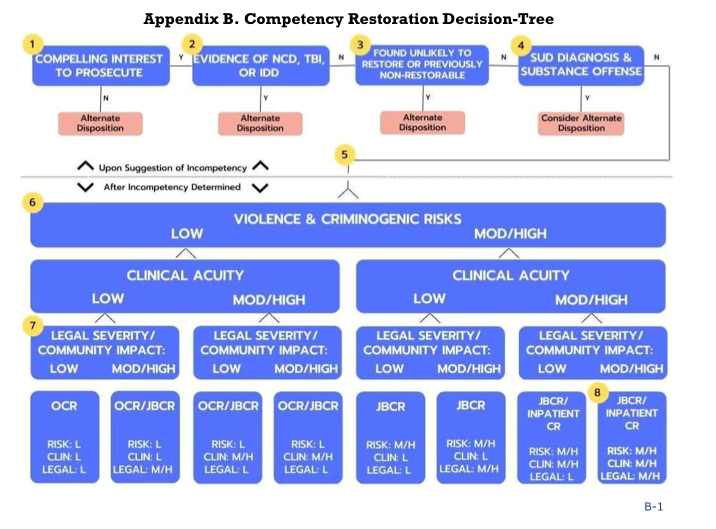 Appendix B. Competency Restoration Decision-Tree
1
COMPELLING INTEREST
TO PROSECUTE
Y
2
EVIDENCE OF NCD, TBI,
OR IDD
N
3
FOUND UNLIKELY TO
RESTORE OR PREVIOUSLY
NON-RESTORABLE
N
4
SUD DIAGNOSIS &
SUBSTANCE OFFENSE
N
N
Y
Y
Y
Alternate
Disposition
Alternate
Disposition
Alternate
Disposition
Consider Alternate
Disposition
5
Upon Suggestion of Incompetency
After Incompetency Determined
6
VIOLENCE & CRIMINOGENIC RISKS
LOW
MOD/HIGH
CLINICAL ACUITY
LOW
MOD/HIGH
CLINICAL ACUITY
LOW
MOD/HIGH
7
LEGAL SEVERITY/
COMMUNITY IMPACT:
LOW
MOD/HIGH
LEGAL SEVERITY/
COMMUNITY IMPACT:
LOW
MOD/HIGH
LEGAL SEVERITY/
COMMUNITY IMPACT:
LOW
MOD/HIGH
LEGAL SEVERITY/
COMMUNITY IMPACT:
LOW
MOD/HIGH
OCR
RISK: L
CLIN: L
LEGAL: L
OCR/JBCR
RISK: L
CLIN: L
LEGAL: M/H
OCR/JBCR
RISK: L
CLIN: M/H
LEGAL: L
OCR/JBCR
RISK: L
CLIN: M/H
LEGAL: M/H
JBCR
RISK: M/H
CLIN: L
LEGAL: L
JBCR
RISK: M/H
CLIN: L
LEGAL: M/H
JBCR/
INPATIENT
CR
RISK: M/H
CLIN: M/H
LEGAL: L
8
JBCR/
INPATIENT
CR
RISK: M/H
CLIN: M/H
LEGAL: M/H
B-1